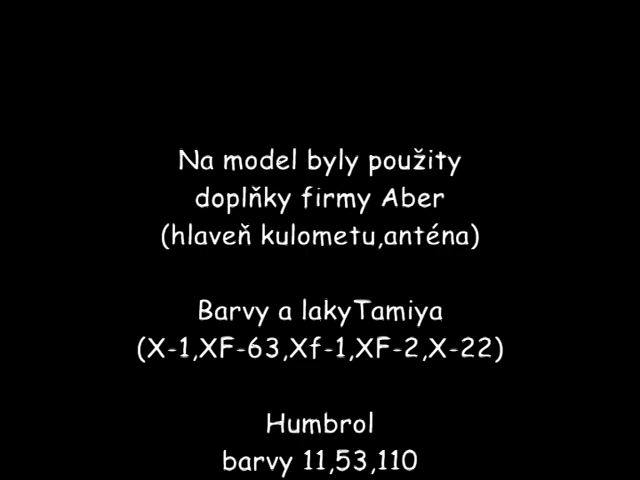 Na model byly použity
doplňky firmy Aber
(hlaveň kulometu,anténa)
Barvy a lakyTamiya
(X-1,XF-63,Xf-1,XF-2,X-22)
Humbrol
barvy 11,53,110